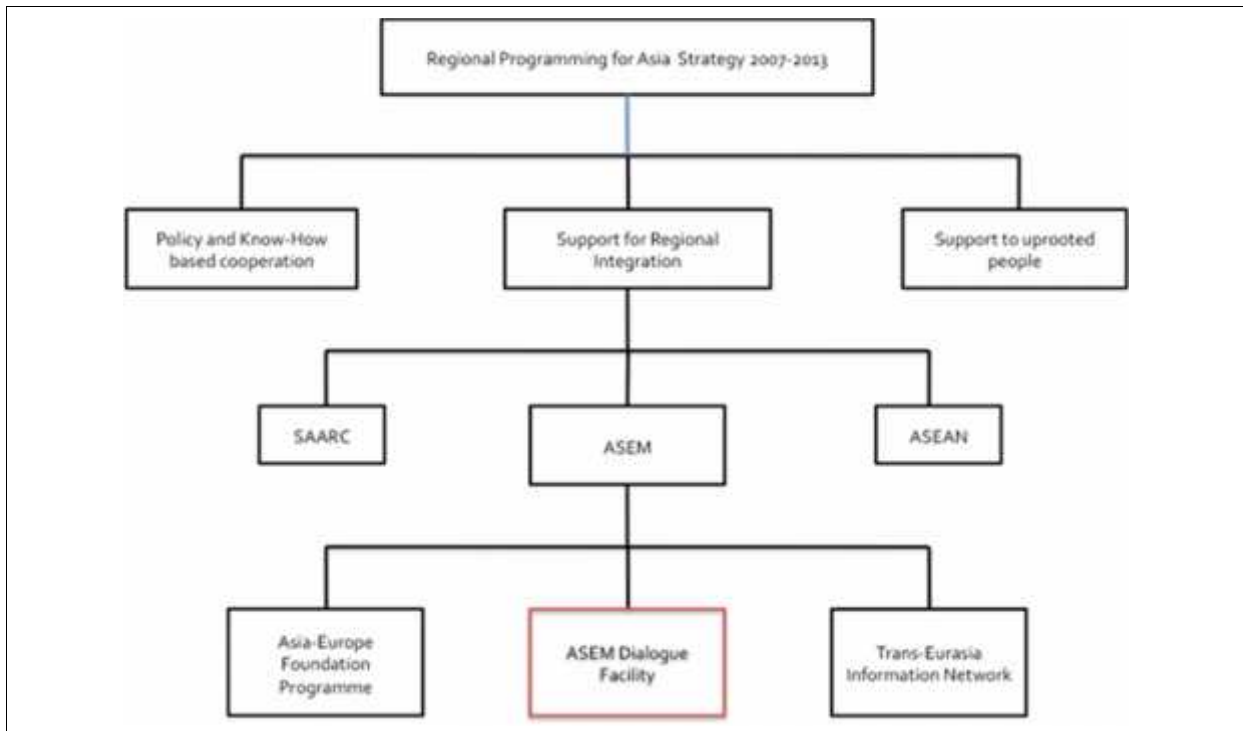 Regional Programming for Asia Strategy 2007-2013
Policy and Know-How
based cooperation
Support for Regional
Integration
Support to uprooted
people
SAARC
ASEM
ASEAN
Asia-Europe
Foundation
Programme
ASEM Dialogue
Facility
Trans-Eurasia
Information Network